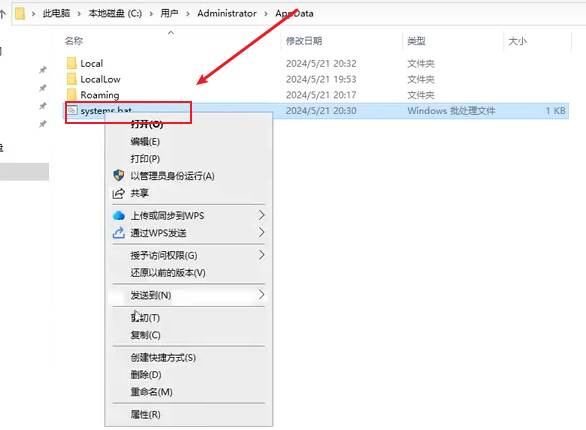 此电脑 › 本地磁盘 (C:) › 用户 › Administrator › AppData
名称 修改日期 类型 大小
Local 2024/5/21 20:32 文件夹
LocalLow 2024/5/21 19:53 文件夹
Roaming 2024/5/21 20:17 文件夹
systems.bat 2024/5/21 20:30 Windows 批处理文件 1 KB
打开(O)
编辑(E)
打印(P)
以管理员身份运行(A)
共享
上传或同步到WPS
通过WPS发送
授予访问权限(G)
还原以前的版本(V)
发送到(N)
剪切(T)
复制(C)
创建快捷方式(S)
删除(D)
重命名(M)
属性(R)